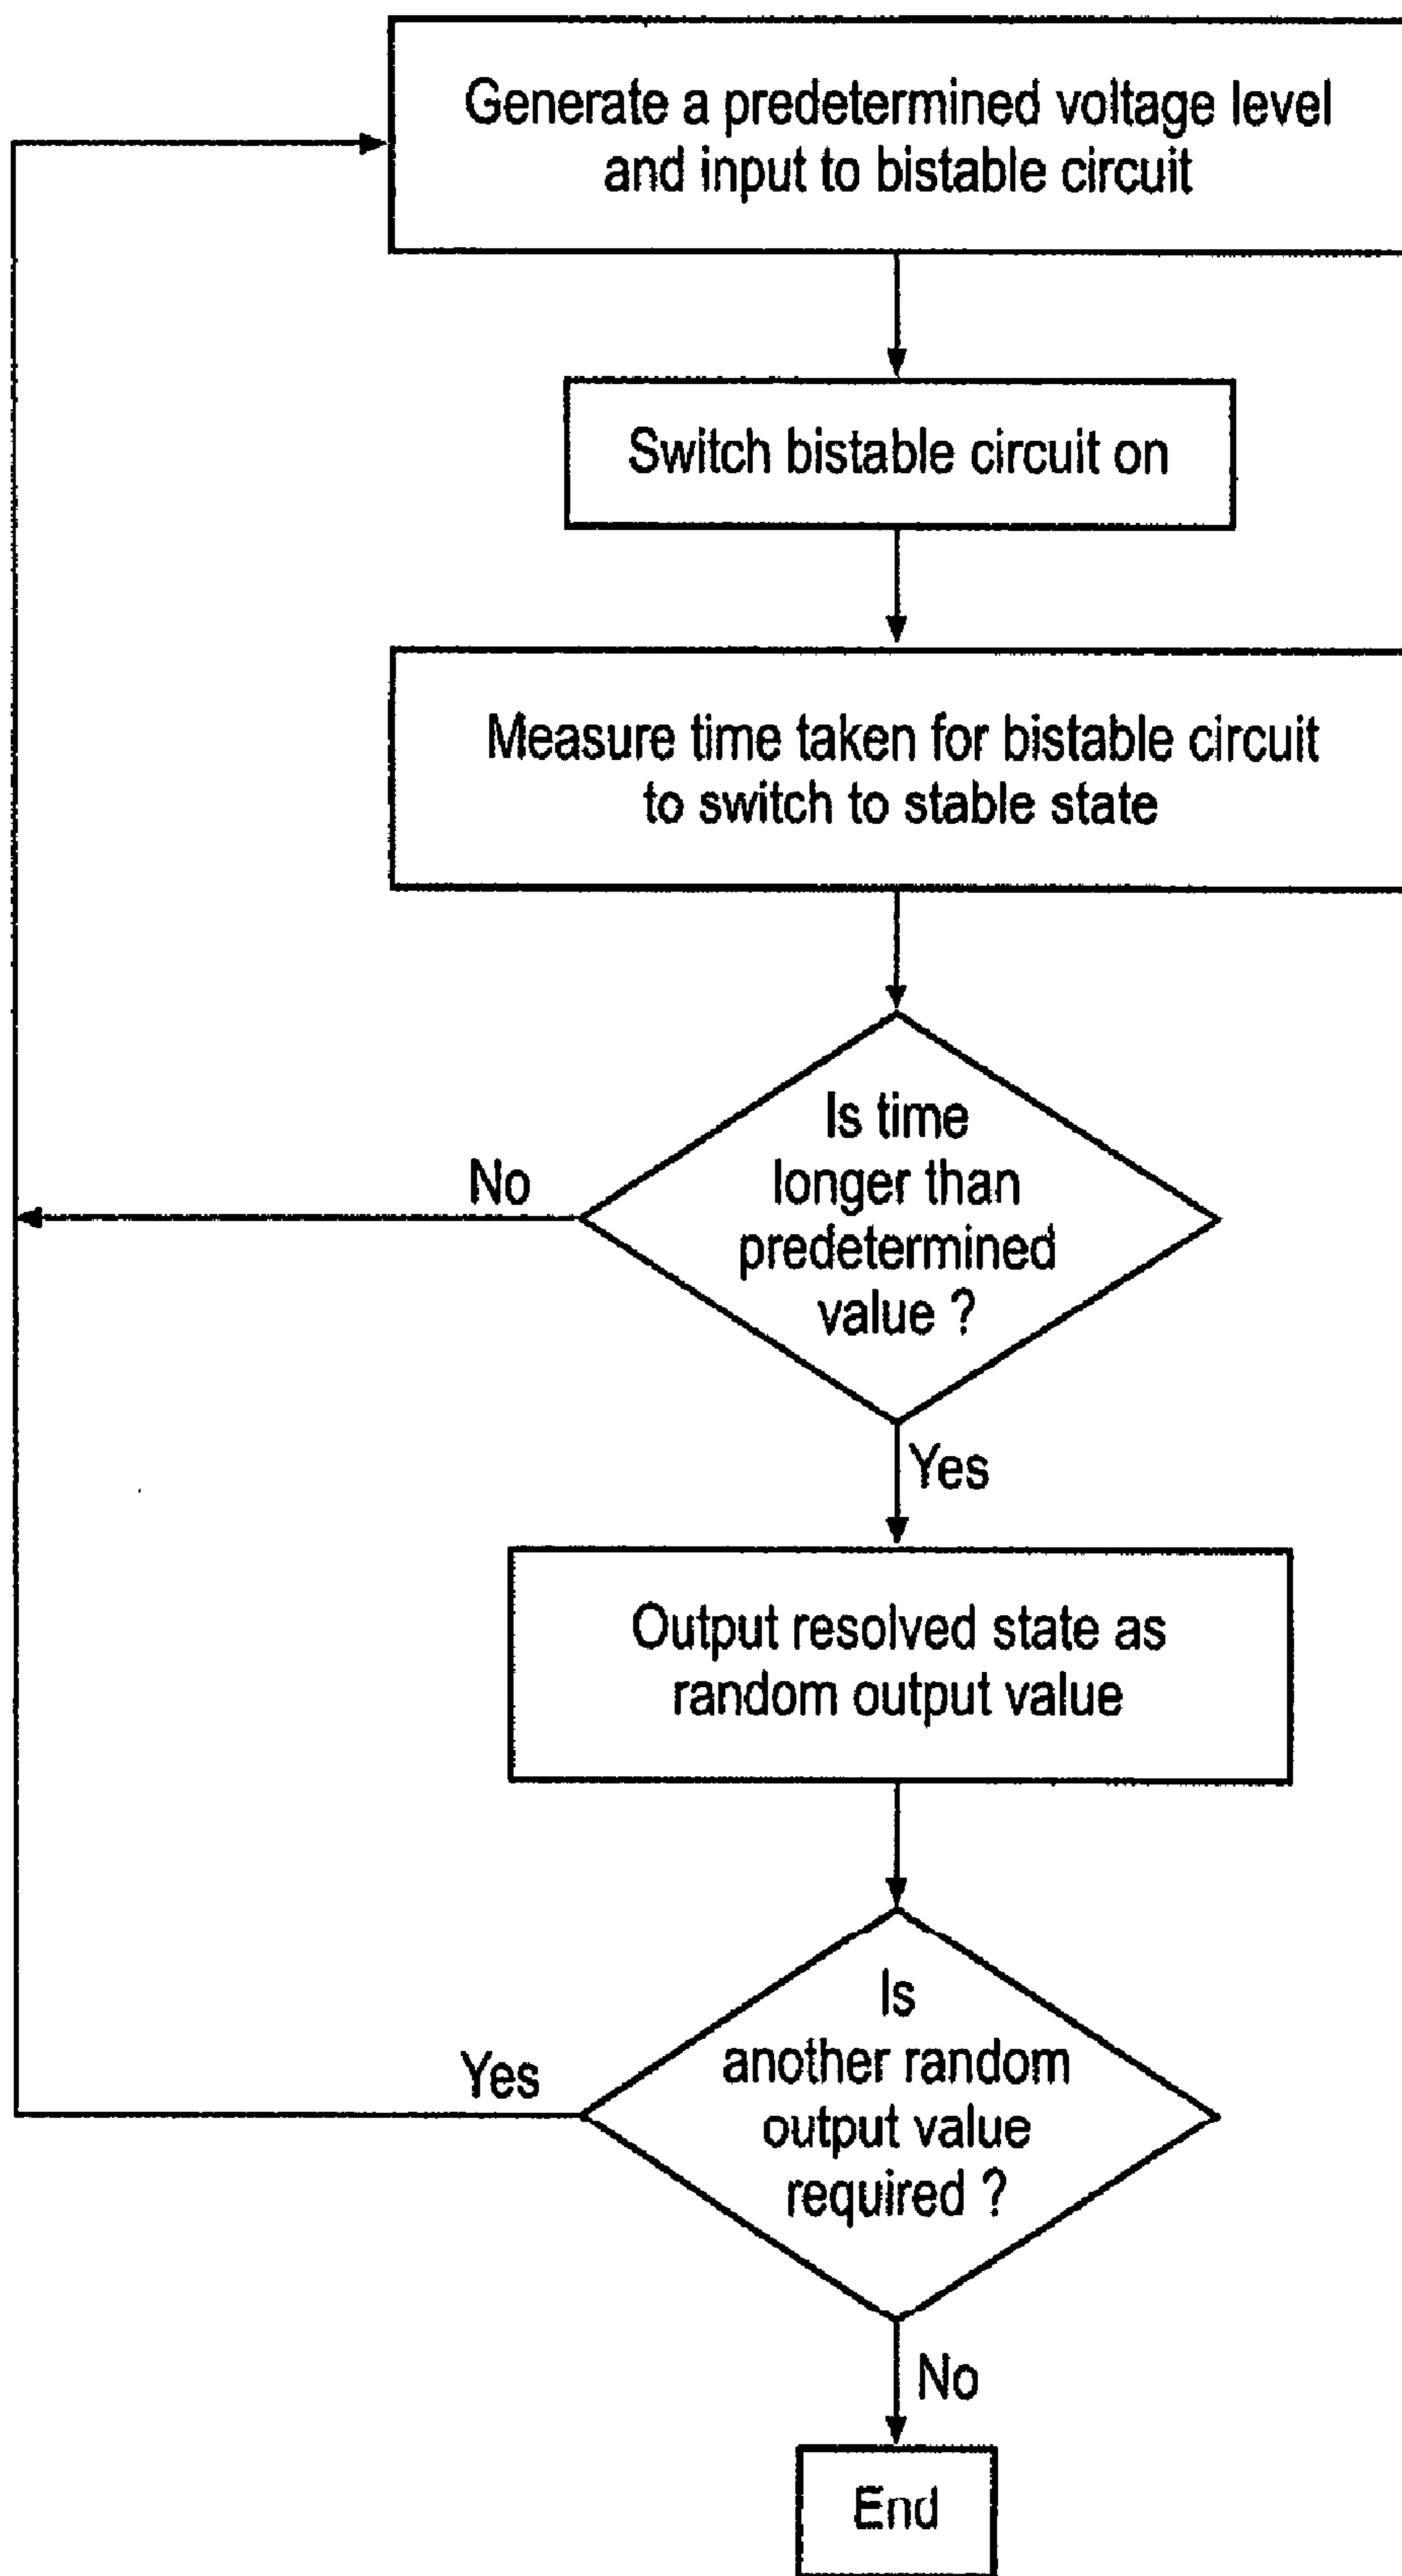 Generate a predetermined voltage level
and input to bistable circuit
Switch bistable circuit on
Measure time taken for bistable circuit
to switch to stable state
Is time
longer than
predetermined
value ?
No
Yes
Output resolved state as
random output value
Is
another random
output value
required ?
Yes
No
End